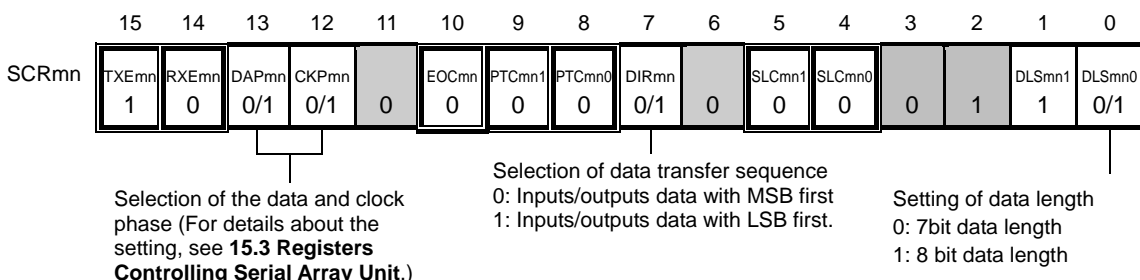 15 14 13 12 11 10 9 8 7 6 5 4 3 2 1 0
SCRmn TXEmn RXEmn DAPmn CKPmn EOCmn PTCmn1 PTCmn0 DIRmn SLCmn1 SLCmn0 DLSmn1 DLSmn0
1 0 0/1 0/1 0 0 0 0 0/1 0 0 0 0 1 1 0/1
Selection of the data and clock
phase (For details about the
setting, see 15.3 Registers
Controlling Serial Array Unit.)
Selection of data transfer sequence
0: Inputs/outputs data with MSB first
1: Inputs/outputs data with LSB first.
Setting of data length
0: 7bit data length
1: 8 bit data length